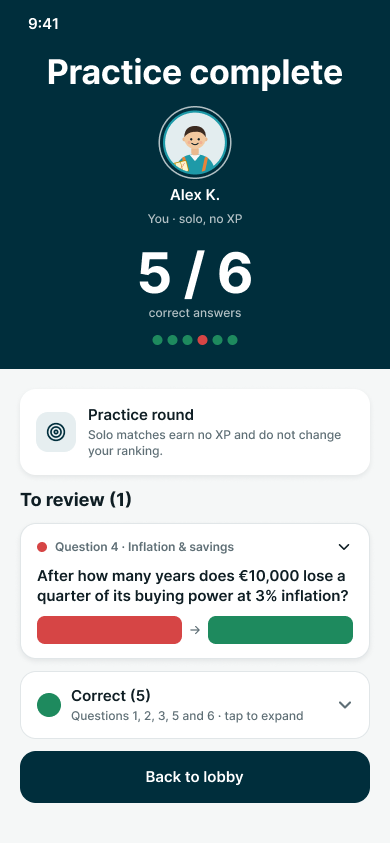 9:41
Practice complete
Alex K.
You · solo, no XP
5 / 6
correct answers
Practice round
Solo matches earn no XP and do not change
your ranking.
To review (1)
Question 4 · Inflation & savings
After how many years does €10,000 lose a
quarter of its buying power at 3% inflation?
→
Correct (5)
Questions 1, 2, 3, 5 and 6 · tap to expand
Back to lobby